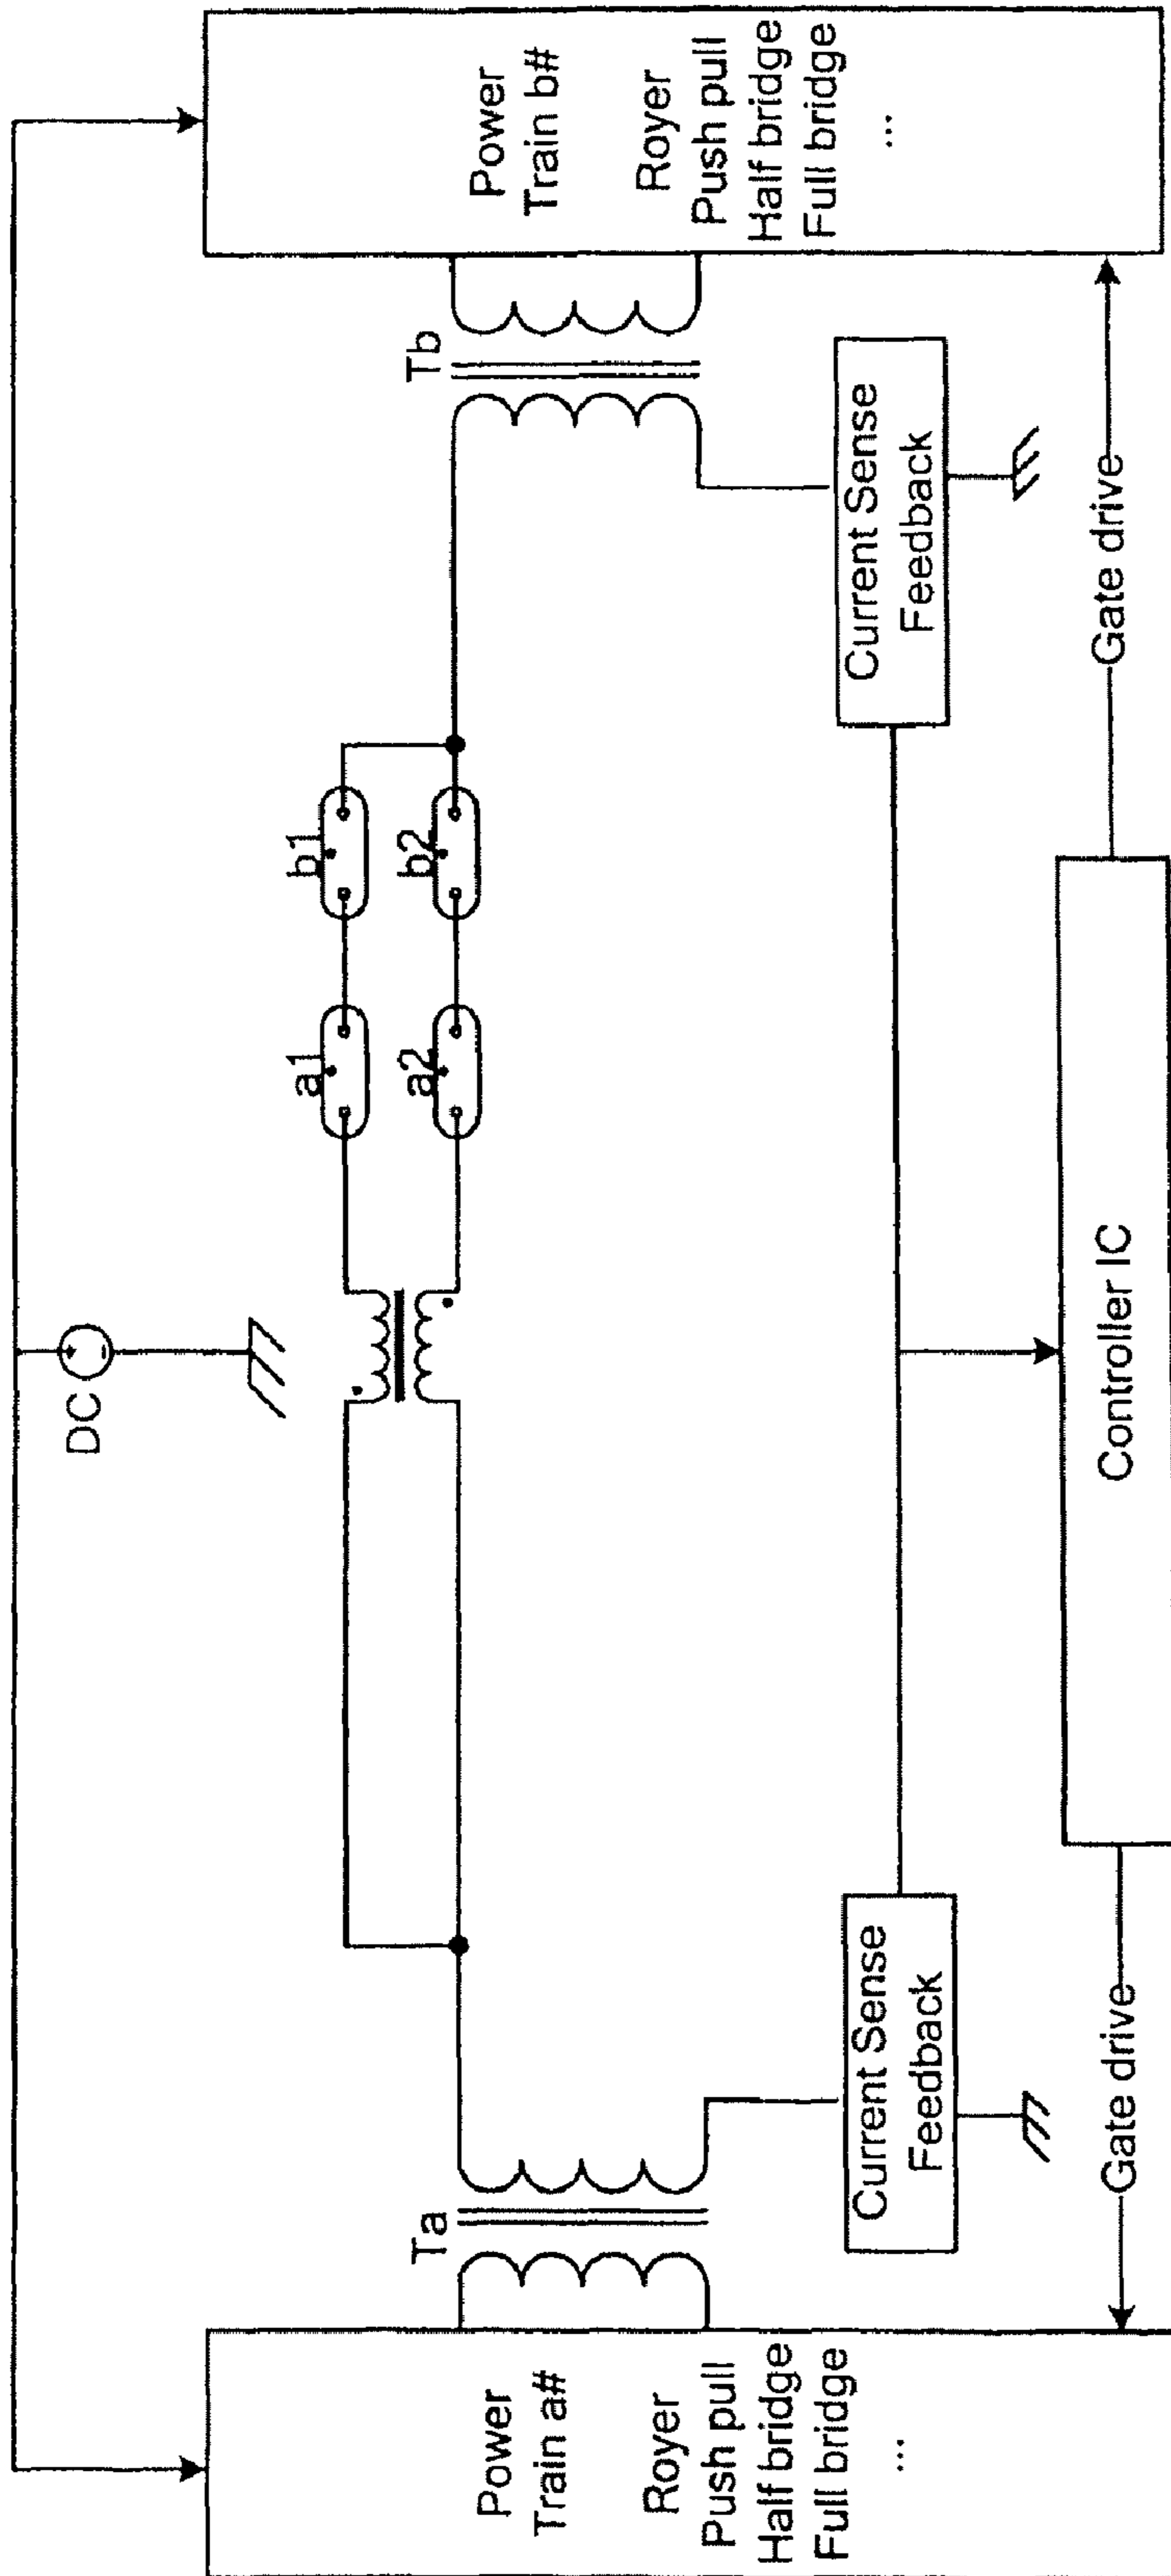 DC
Power
Train a#
Royer
Push pull
Half bridge
Full bridge
...
Ta
a1
b1
a2
b2
Tb
Power
Train b#
Royer
Push pull
Half bridge
Full bridge
...
Current Sense
Feedback
Current Sense
Feedback
Gate drive
Controller IC
Gate drive